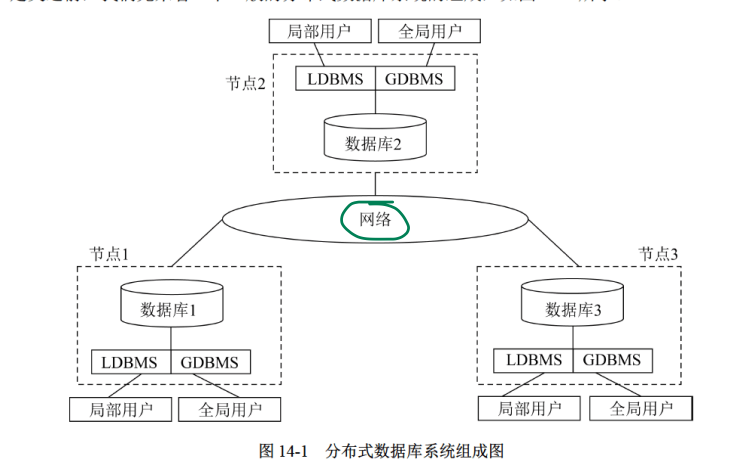 局部用户 全局用户
节点2
LDBMS GDBMS
数据库2
网络
节点1
节点3
数据库1
数据库3
LDBMS GDBMS
LDBMS GDBMS
局部用户 全局用户
局部用户 全局用户
图 14-1 分布式数据库系统组成图